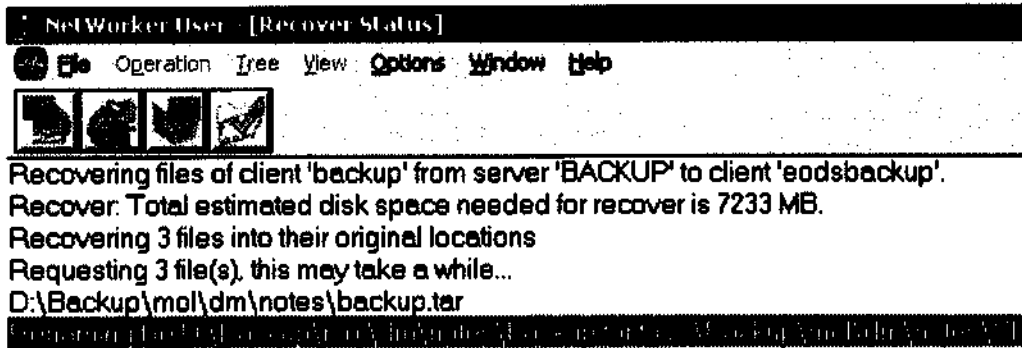 NetWorker User - [Recover Status]
File Operation Tree View Options Window Help
Recovering files of client 'backup' from server 'BACKUP' to client 'eodsbackup'.
Recover: Total estimated disk space needed for recover is 7233 MB.
Recovering 3 files into their original locations
Requesting 3 file(s), this may take a while...
D:\Backup\mol\dm\notes\backup.tar